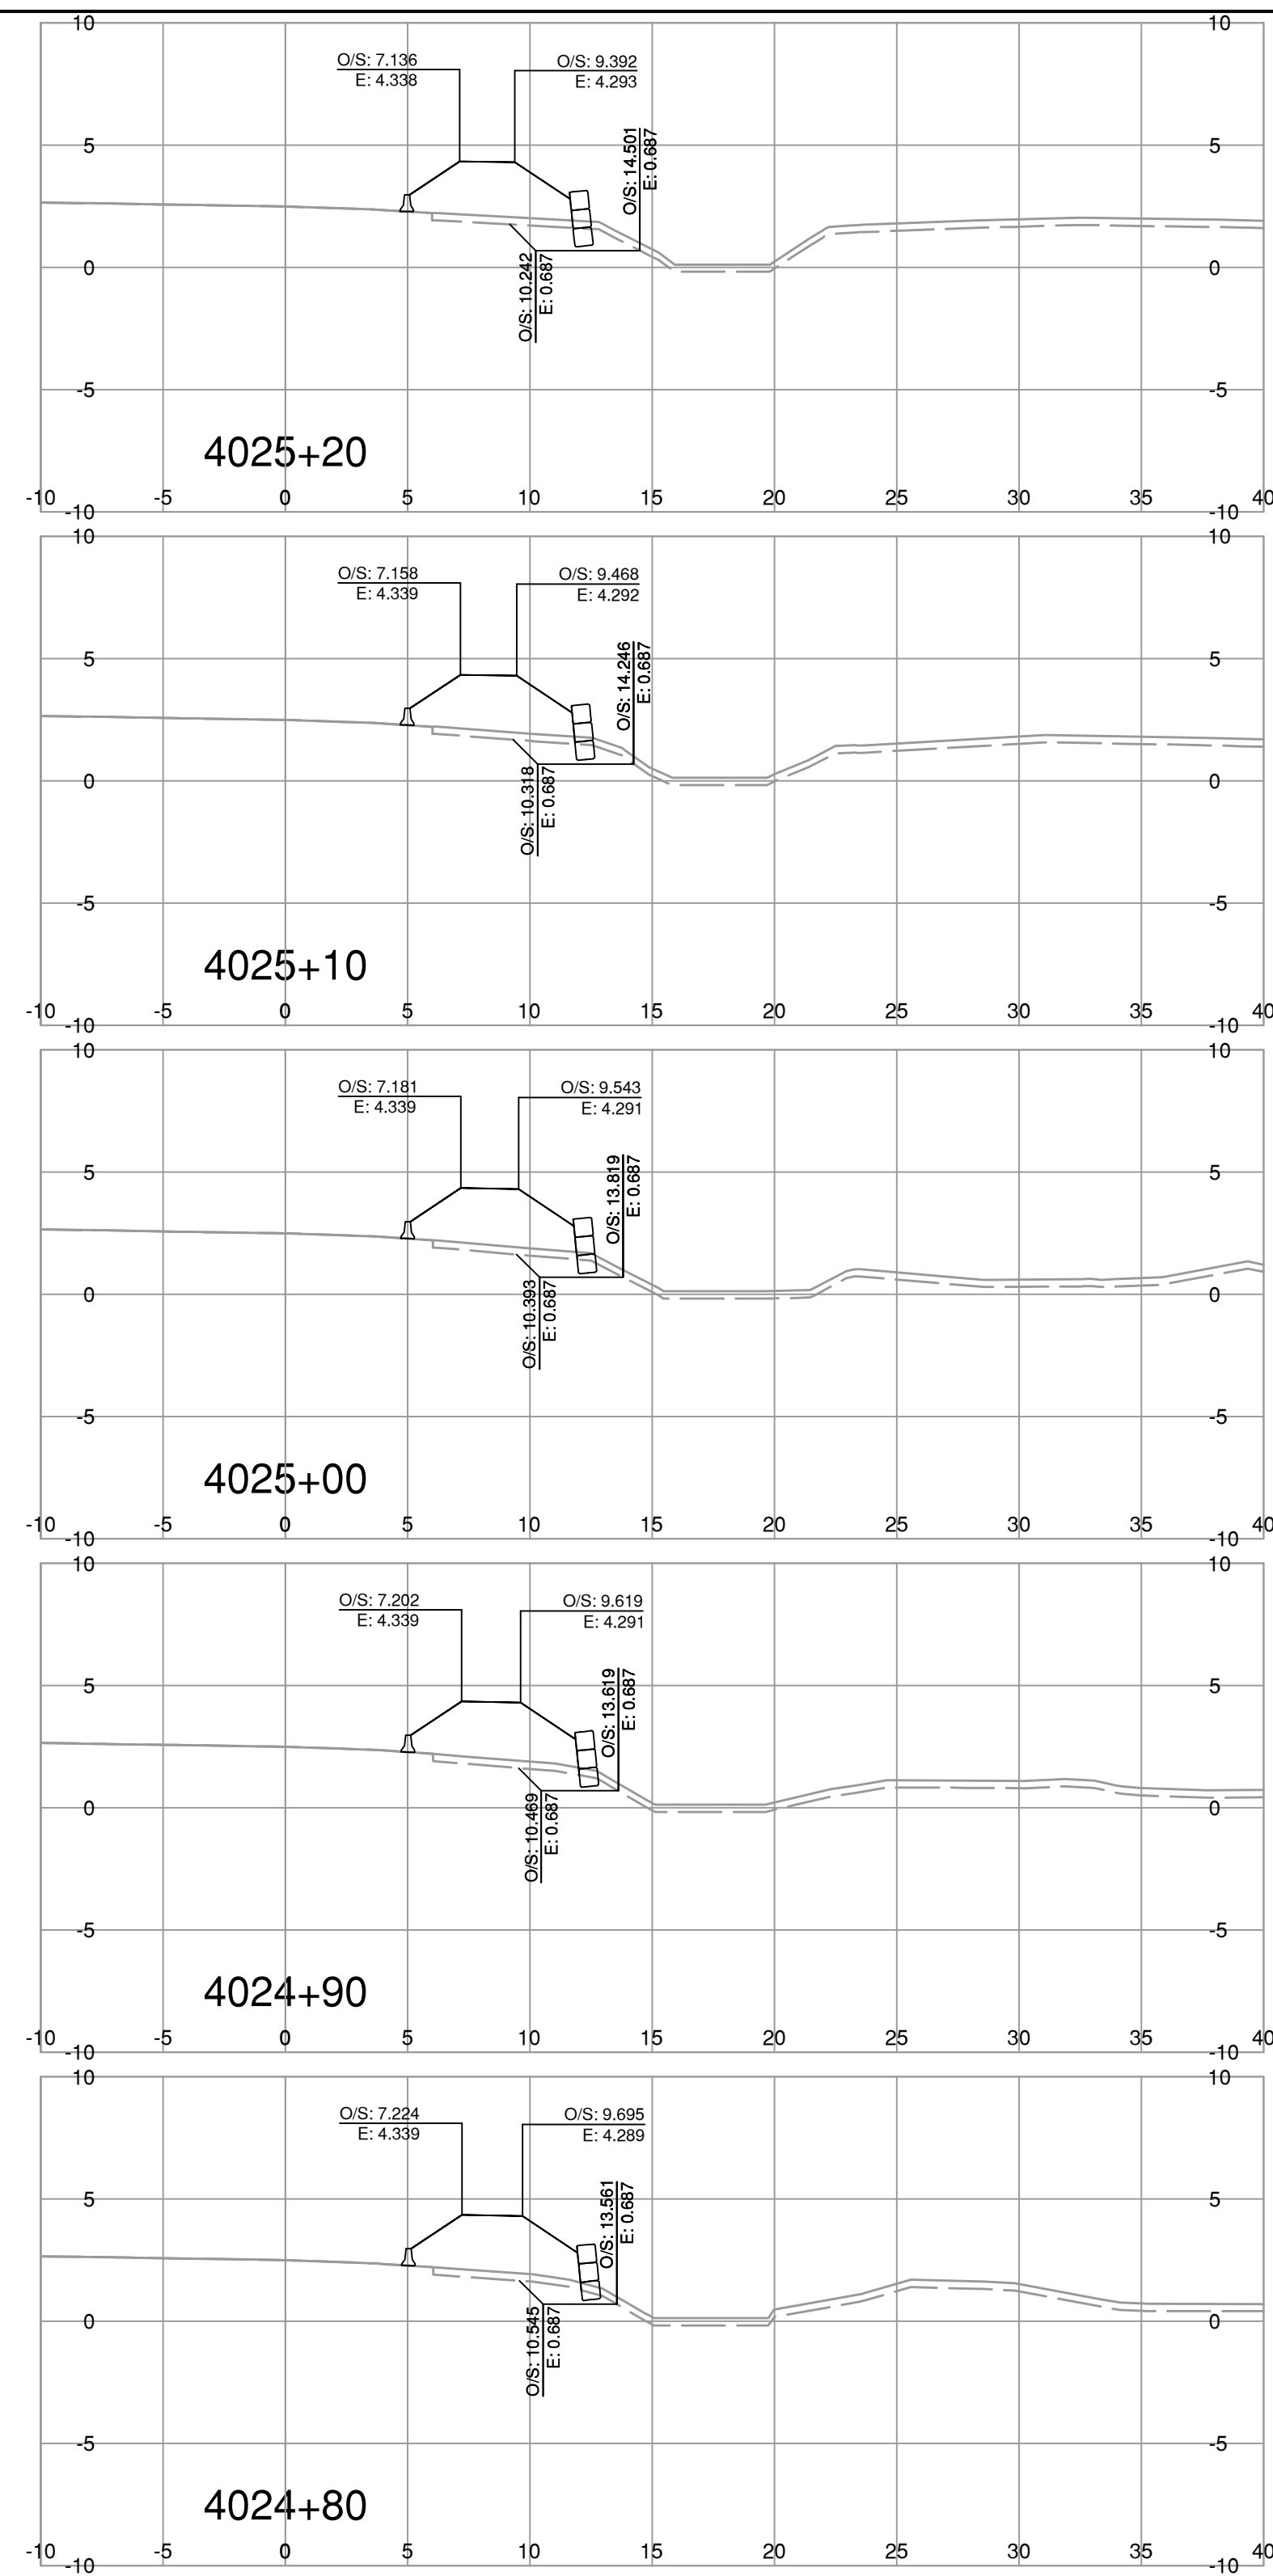 10 10
O/S: 7.136 O/S: 9.392
E: 4.338 E: 4.293
O/S: 14.501
E: 0.687
5 5
0 0
O/S: 10.242
E: 0.687
-5 -5
4025+20
-10 -5 0 5 10 15 20 25 30 35 40
-10 -10
10 10
O/S: 7.158 O/S: 9.468
E: 4.339 E: 4.292
O/S: 14.246
E: 0.687
5 5
0 0
O/S: 10.318
E: 0.687
-5 -5
4025+10
-10 -5 0 5 10 15 20 25 30 35 40
-10 -10
10 10
O/S: 7.181 O/S: 9.543
E: 4.339 E: 4.291
O/S: 13.819
E: 0.687
5 5
0 0
O/S: 10.393
E: 0.687
-5 -5
4025+00
-10 -5 0 5 10 15 20 25 30 35 40
-10 -10
10 10
O/S: 7.202 O/S: 9.619
E: 4.339 E: 4.291
O/S: 13.619
E: 0.687
5 5
0 0
O/S: 10.469
E: 0.687
-5 -5
4024+90
-10 -5 0 5 10 15 20 25 30 35 40
-10 -10
10 10
O/S: 7.224 O/S: 9.695
E: 4.339 E: 4.289
O/S: 13.561
E: 0.687
5 5
0 0
O/S: 10.545
E: 0.687
-5 -5
4024+80
-10 -5 0 5 10 15 20 25 30 35 40
-10 -10